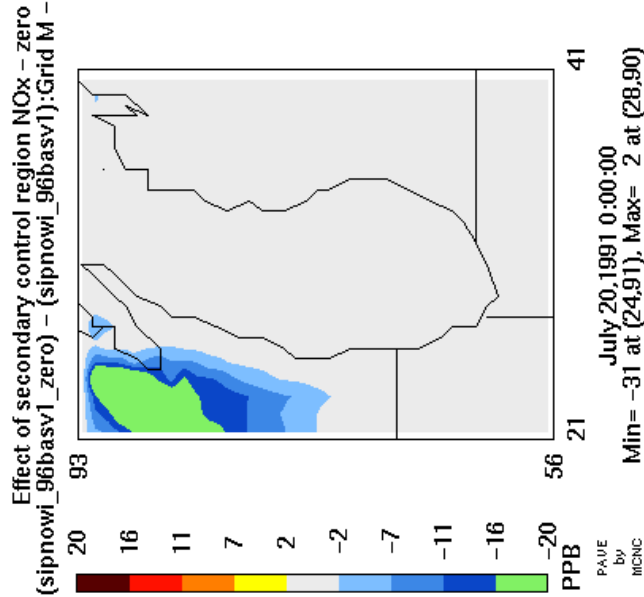 Effect of secondary control region NOx - zero
(sipnowi_96basv1_zero) - (sipnowi_96basv1):Grid M -
20
16
11
7
2
-2
-7
-11
-16
-20
PPB
PAVE
by
MCNC
93
56
21
41
July 20,1991 0:00:00
Min= -31 at (24,91), Max= 2 at (28,90)